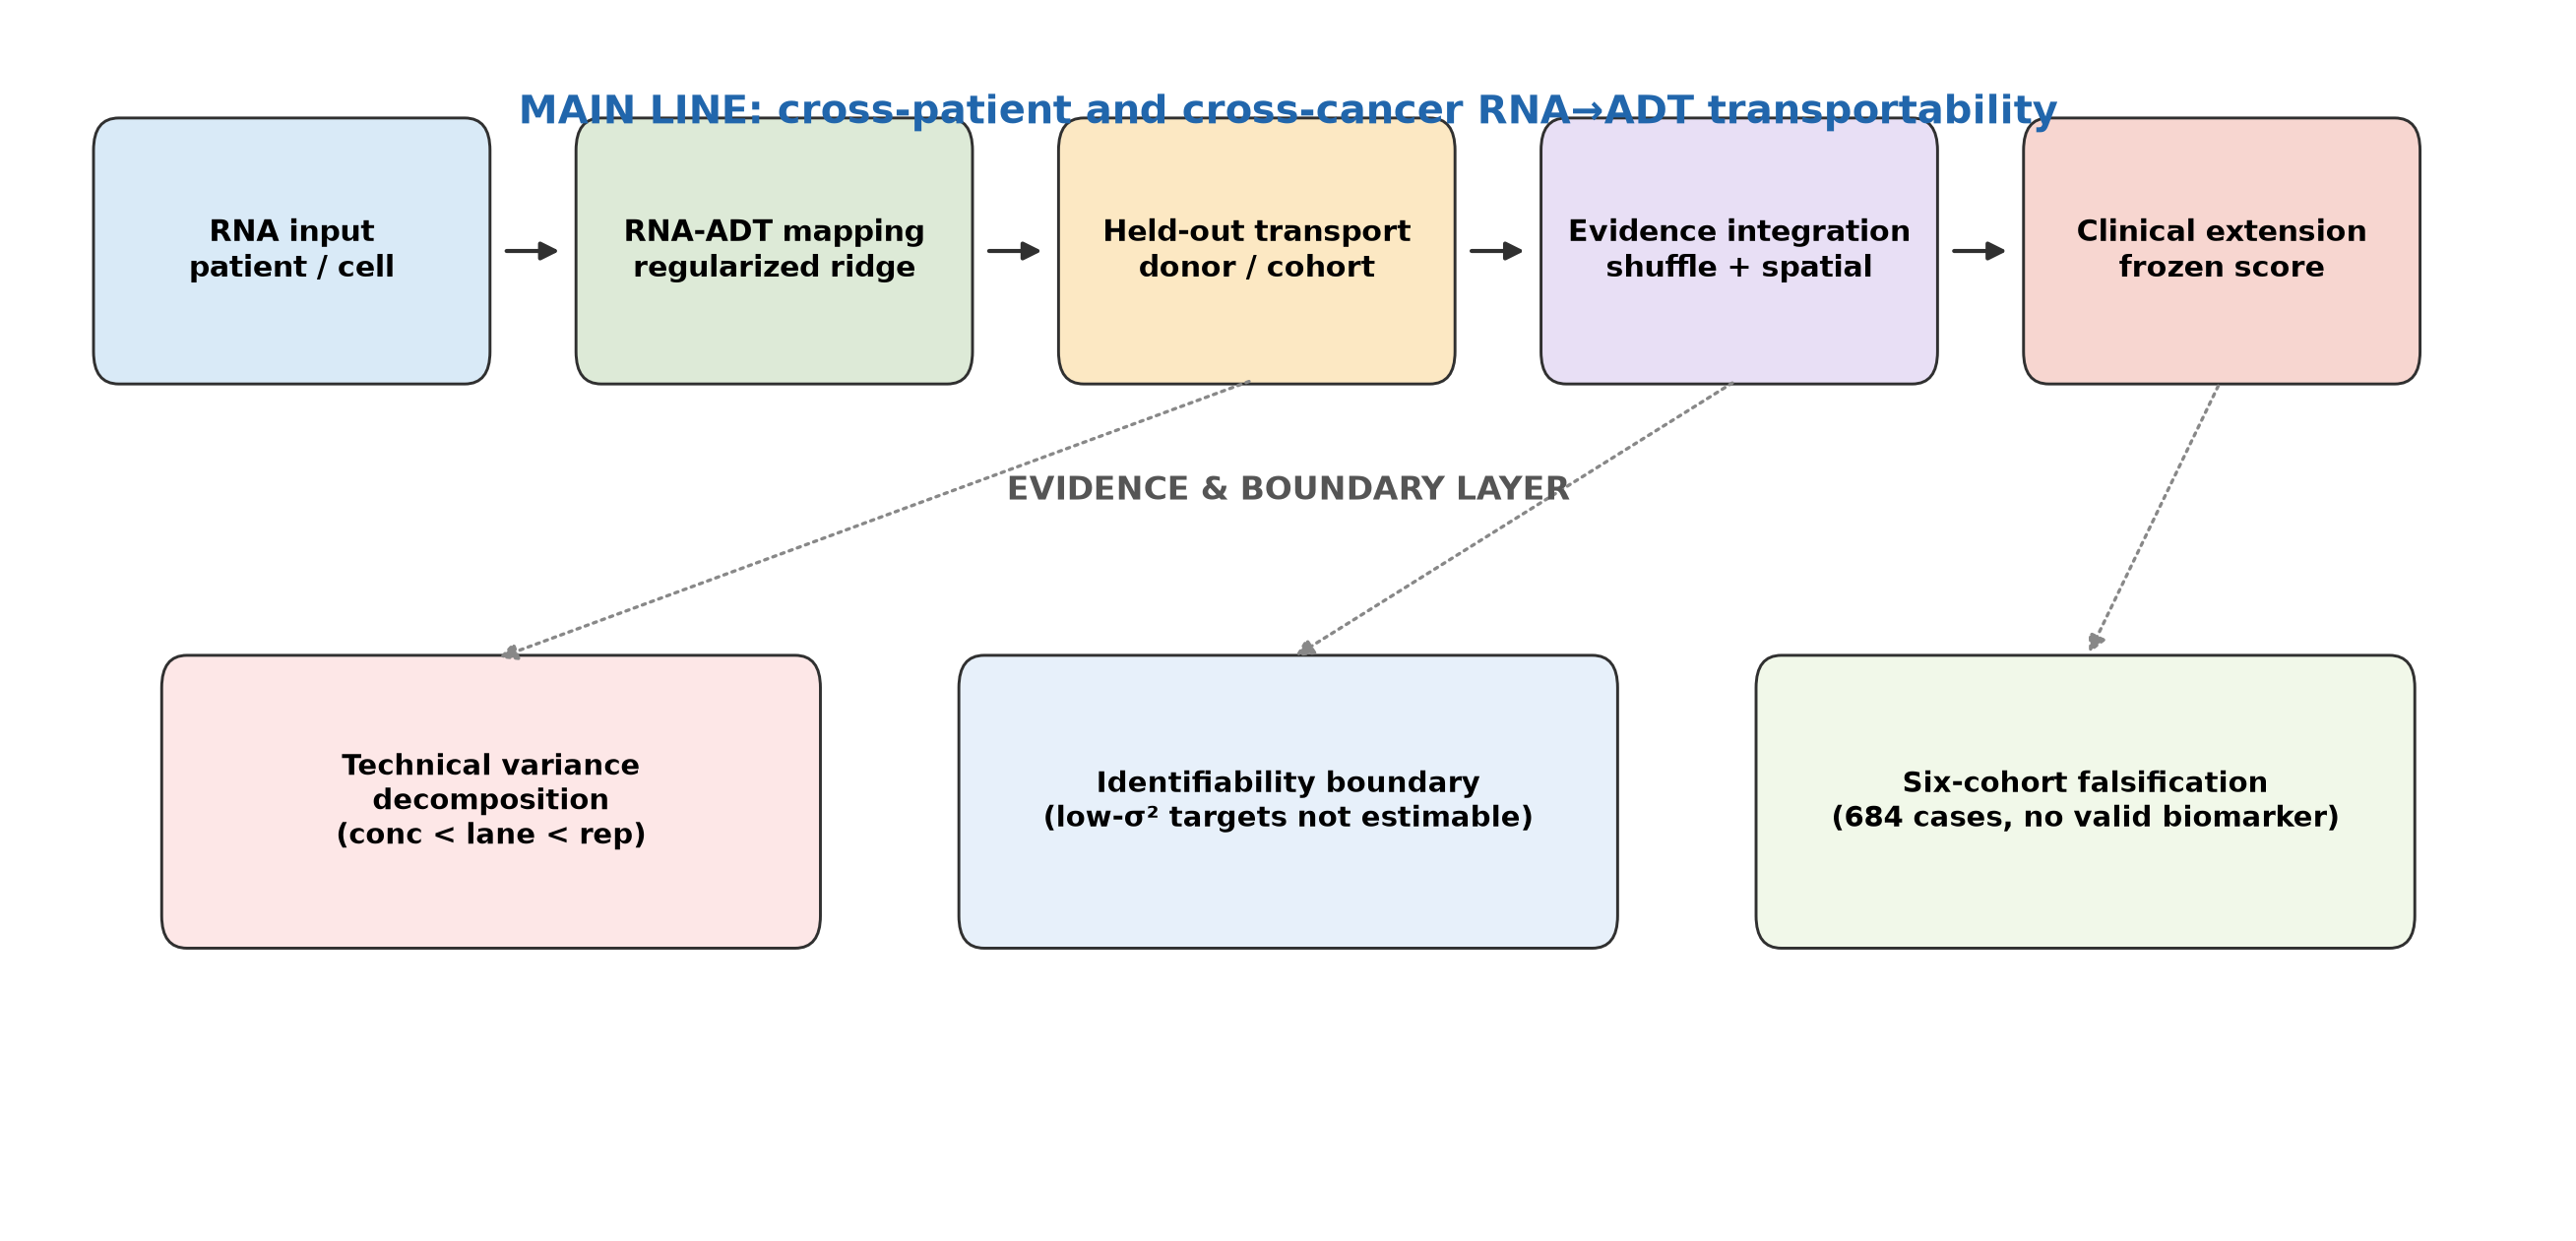 MAIN LINE: cross-patient and cross-cancer RNA→ADT transportability
RNA input
patient / cell
RNA-ADT mapping
regularized ridge
Held-out transport
donor / cohort
Evidence integration
shuffle + spatial
Clinical extension
frozen score
EVIDENCE & BOUNDARY LAYER
Technical variance
decomposition
(conc < lane < rep)
Identifiability boundary
(low-σ² targets not estimable)
Six-cohort falsification
(684 cases, no valid biomarker)